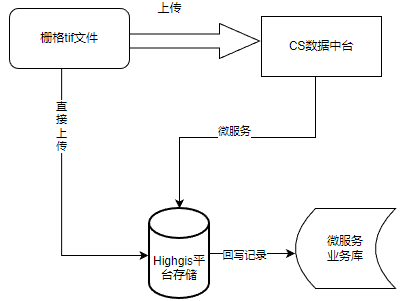 上传
栅格tif文件
CS数据中台
直
接
上
传
微服务
Highgis平
台存储
回写记录
微服务
业务库